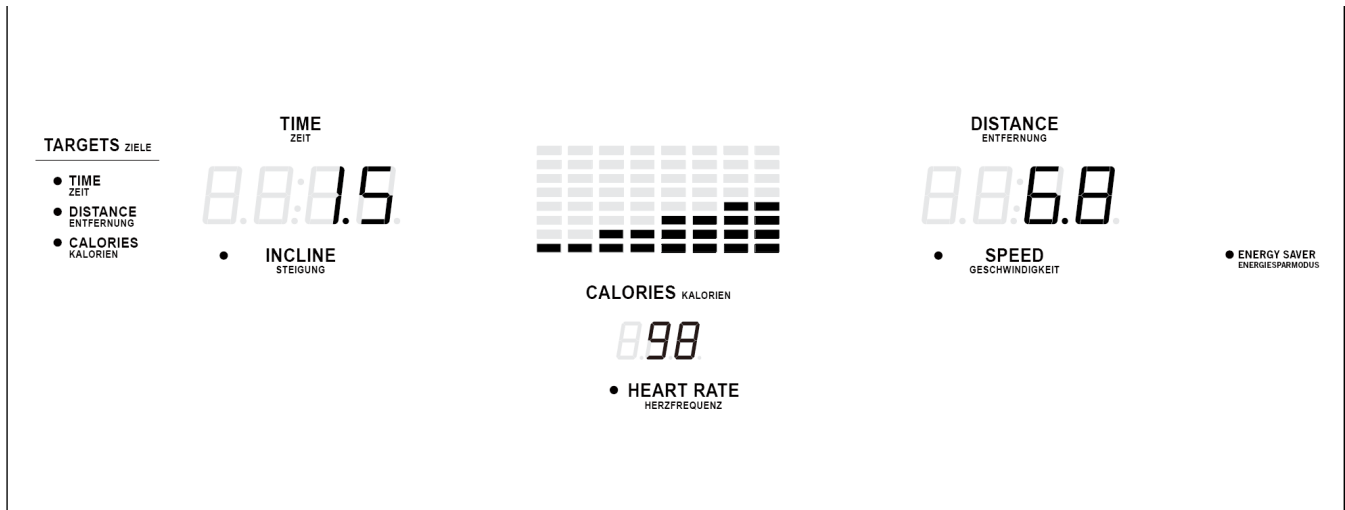 TARGETS ZIELE
TIME
ZEIT
DISTANCE
ENTFERNUNG
CALORIES
KALORIEN
TIME
ZEIT
1.5
INCLINE
STEIGUNG
CALORIES KALORIEN
98
HEART RATE
HERZFREQUENZ
DISTANCE
ENTFERNUNG
6.8
SPEED
GESCHWINDIGKEIT
ENERGY SAVER
ENERGIESPARMODUS